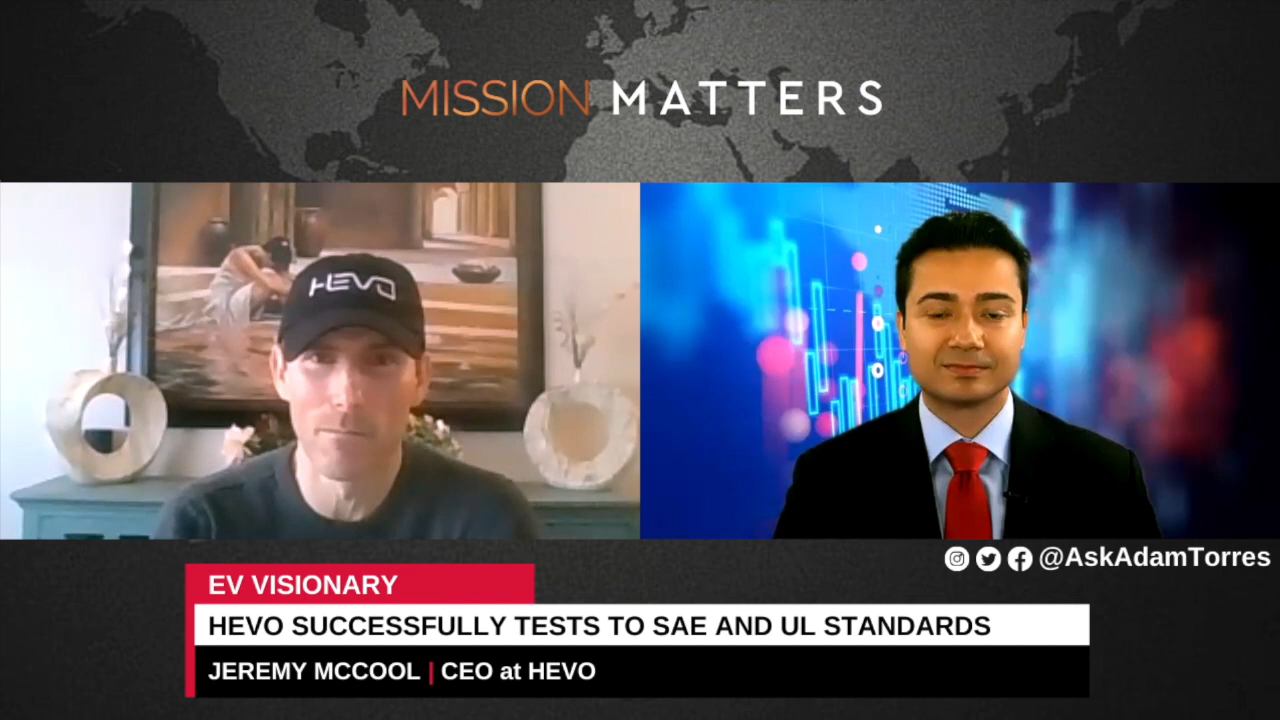 MISSION MATTERS
HEVO
@AskAdamTorres
EV VISIONARY
HEVO SUCCESSFULLY TESTS TO SAE AND UL STANDARDS
JEREMY MCCOOL | CEO at HEVO